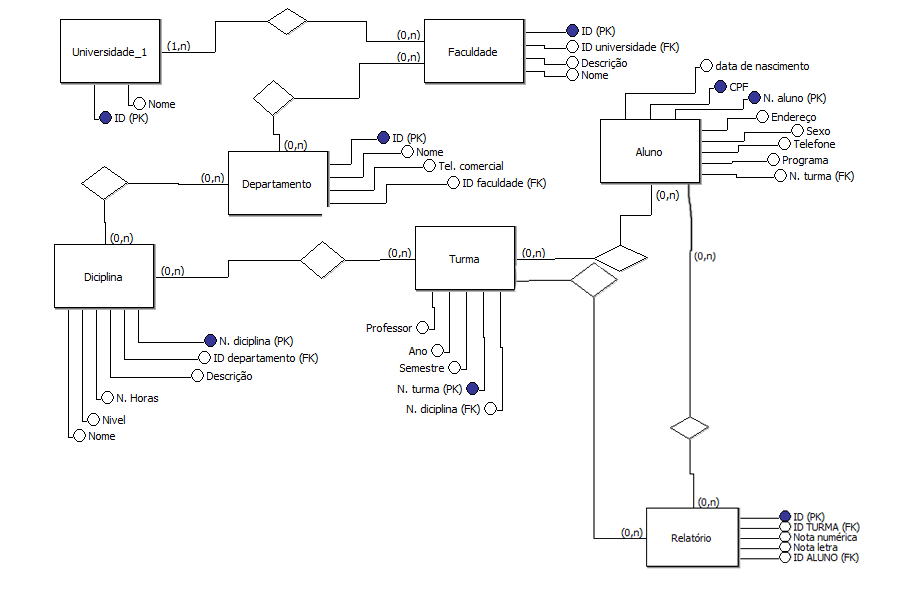 Universidade_1
(1,n)
Nome
ID (PK)
(0,n)
(0,n)
Faculdade
ID (PK)
ID universidade (FK)
Descrição
Nome
(0,n)
(0,n)
Departamento
ID (PK)
Nome
Tel. comercial
ID faculdade (FK)
data de nascimento
CPF
N. aluno (PK)
Endereço
Sexo
Telefone
Programa
N. turma (FK)
Aluno
(0,n)
(0,n)
(0,n)
Diciplina
(0,n)
N. diciplina (PK)
ID departamento (FK)
Descrição
N. Horas
Nivel
Nome
(0,n)
Turma
(0,n)
Professor
Ano
Semestre
N. turma (PK)
N. diciplina (FK)
(0,n)
(0,n)
Relatório
ID (PK)
ID TURMA (FK)
Nota numérica
Nota letra
ID ALUNO (FK)